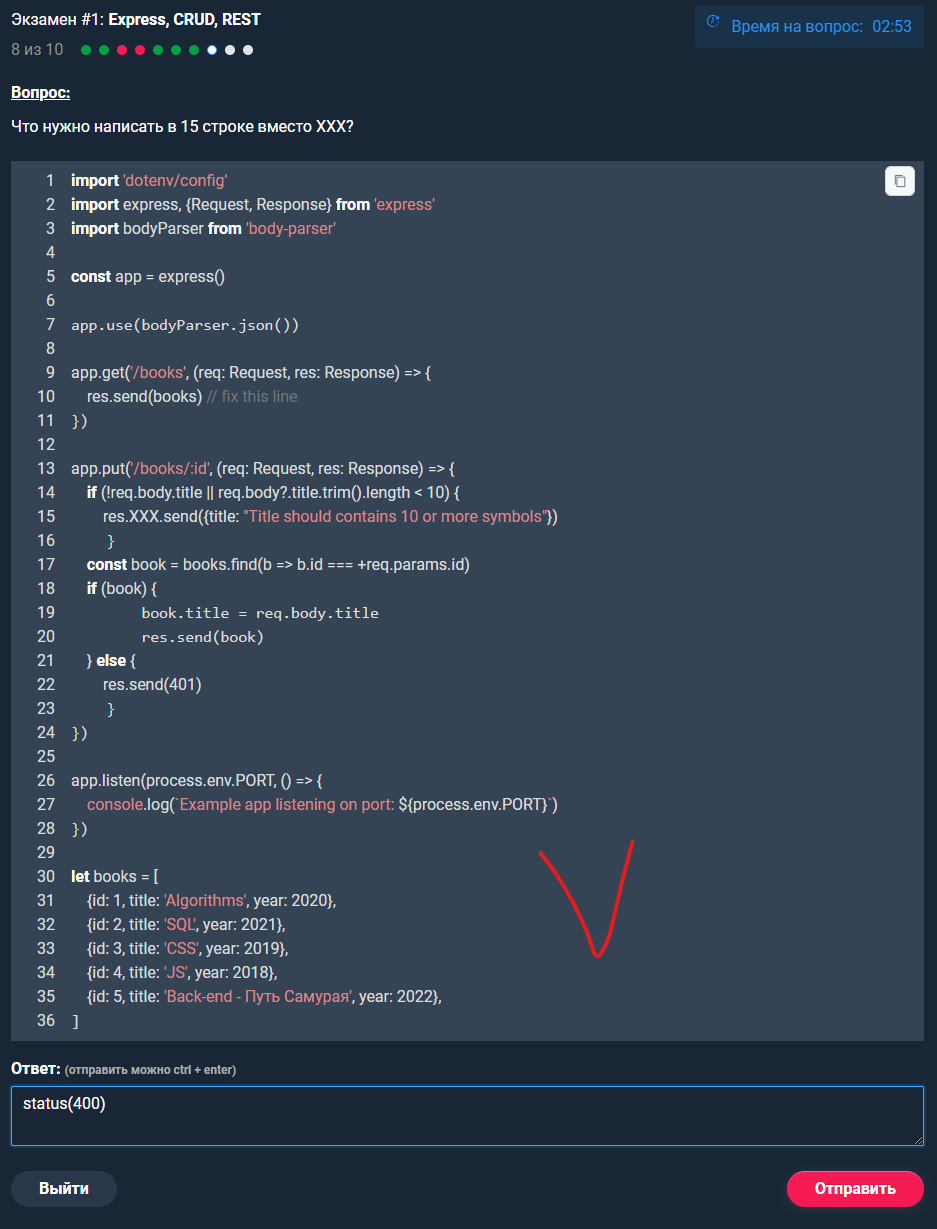 Экзамен #1: Express, CRUD, REST
Время на вопрос: 02:53
8 из 10
Вопрос:
Что нужно написать в 15 строке вместо XXX?
1 import 'dotenv/config'
2 import express, {Request, Response} from 'express'
3 import bodyParser from 'body-parser'
4
5 const app = express()
6
7 app.use(bodyParser.json())
8
9 app.get('/books', (req: Request, res: Response) => {
10 res.send(books) // fix this line
11 })
12
13 app.put('/books/:id', (req: Request, res: Response) => {
14 if (!req.body.title || req.body?.title.trim().length < 10) {
15 res.XXX.send({title: "Title should contains 10 or more symbols"})
16 }
17 const book = books.find(b => b.id === +req.params.id)
18 if (book) {
19 book.title = req.body.title
20 res.send(book)
21 } else {
22 res.send(401)
23 }
24 })
25
26 app.listen(process.env.PORT, () => {
27 console.log(`Example app listening on port: ${process.env.PORT}`)
28 })
29
30 let books = [
31 {id: 1, title: 'Algorithms', year: 2020},
32 {id: 2, title: 'SQL', year: 2021},
33 {id: 3, title: 'CSS', year: 2019},
34 {id: 4, title: 'JS', year: 2018},
35 {id: 5, title: 'Back-end - Путь Самурая', year: 2022},
36 ]
Ответ: (отправить можно ctrl + enter)
status(400)
Выйти
Отправить